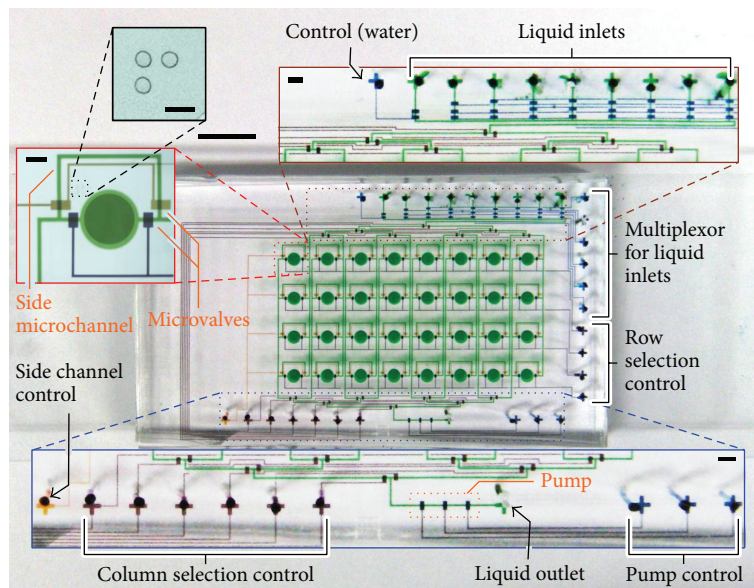 Control (water)
Liquid inlets
Side
microchannel
Microvalves
Multiplexor
for liquid
inlets
Row
selection
control
Side channel
control
Pump
Column selection control
Liquid outlet
Pump control